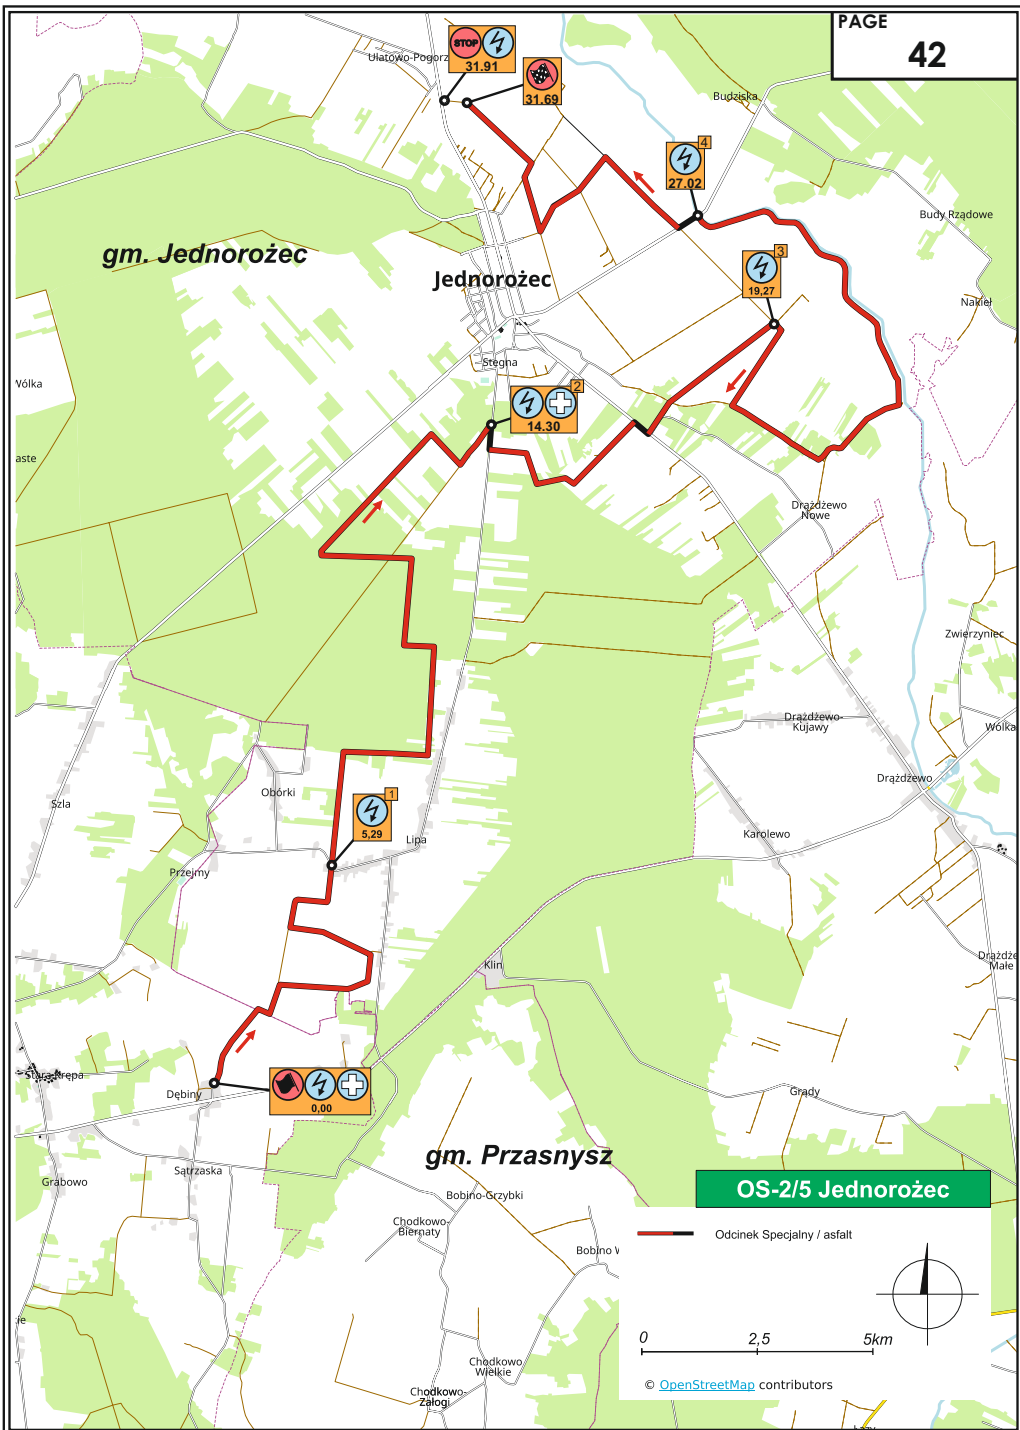 PAGE
42
STOP
31.91
Ulatowo-Pogorz
31.69
Budziska
4
27.02
Budy Rządowe
gm. Jednorożec
3
19,27
Jednorożec
Nakieł
Stegna
Wólka
2
14.30
aste
Drążdżewo
Nowe
Zwierzyniec
Drążdżewo-
Kujawy
Wólka
Drążdżewo
Obórki
1
5,29
Szla
Lipa
Karolewo
Przejmy
Klin
Drążdże
Małe
Stara Krępa
Dębiny
0,00
Grądy
gm. Przasnysz
Sątrzaska
Grabowo
OS-2/5 Jednorożec
Bobino-Grzybki
Chodkowo-
Biernaty
Odcinek Specjalny / asfalt
Bobino W
ie
0
2,5
5km
Chodkowo
Wielkie
© OpenStreetMap contributors
Chodkowo-
Załogi